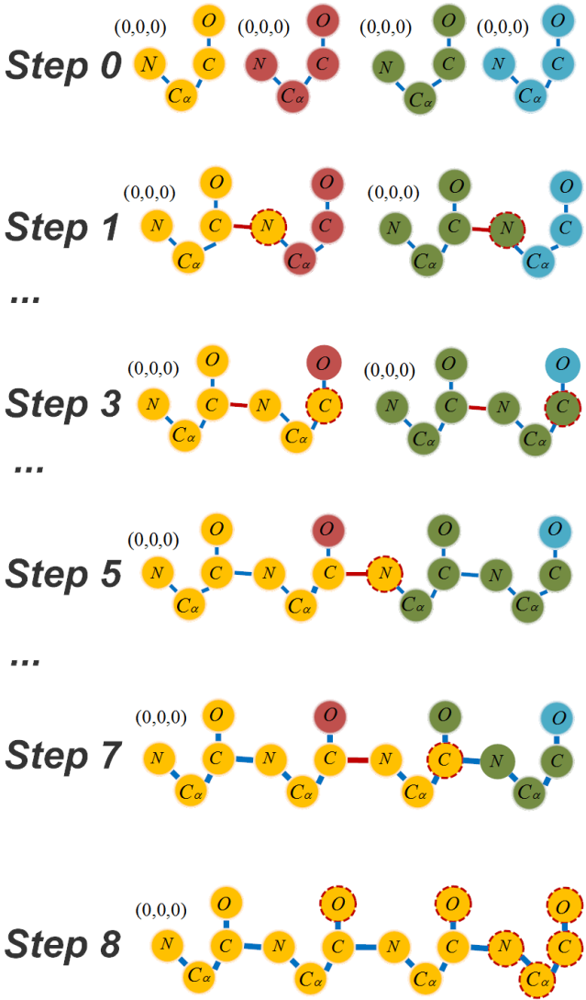 (0,0,0) O (0,0,0) O (0,0,0) O (0,0,0) O
Step 0 N C N C N C N C
Cα Cα Cα Cα
(0,0,0) O O (0,0,0) O O
Step 1 N C N C N C N C
Cα Cα Cα Cα
...
(0,0,0) O O (0,0,0) O O
Step 3 N C N C N C N C
Cα Cα Cα Cα
...
(0,0,0) O O O O
Step 5 N C N C N C N C
Cα Cα Cα Cα
...
(0,0,0) O O O O
Step 7 N C N C N C N C
Cα Cα Cα Cα
(0,0,0) O O O O
Step 8 N C N C N C N C
Cα Cα Cα Cα